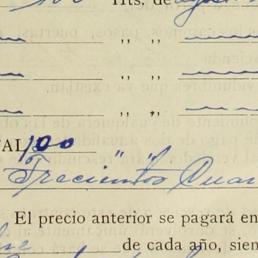 Hts. de
,, ,,
,, ,,
,, ,,
AL 100
Trecientos Cuar
El precio anterior se pagará en
de cada año, sien